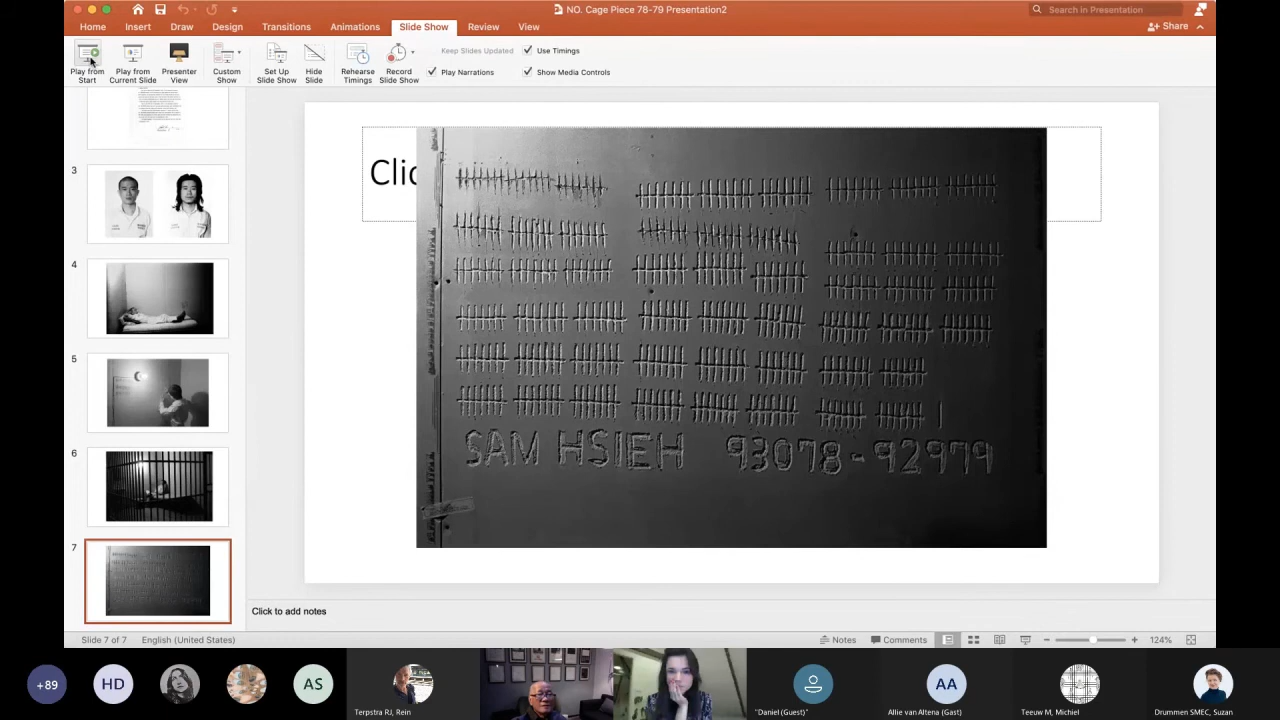 NO. Cage Piece 78-79 Presentation2
Search in Presentation
Home
Insert
Draw
Design
Transitions
Animations
Slide Show
Review
View
Share
Play from
Start
Play from
Current Slide
Presenter
View
Custom
Show
Set Up
Slide Show
Hide
Slide
Rehearse
Timings
Record
Slide Show
Keep Slides Updated
Use Timings
Play Narrations
Show Media Controls
3
4
5
6
7
Clic
SAM HSIEH 93078-92979
Click to add notes
Slide 7 of 7
English (United States)
Notes
Comments
124%
+89
HD
AS
Terpstra RJ, Rein
"Daniel (Guest)"
AA
Allie van Altena (Gast)
Teeuw M, Michiel
Drummen SMEC, Suzan